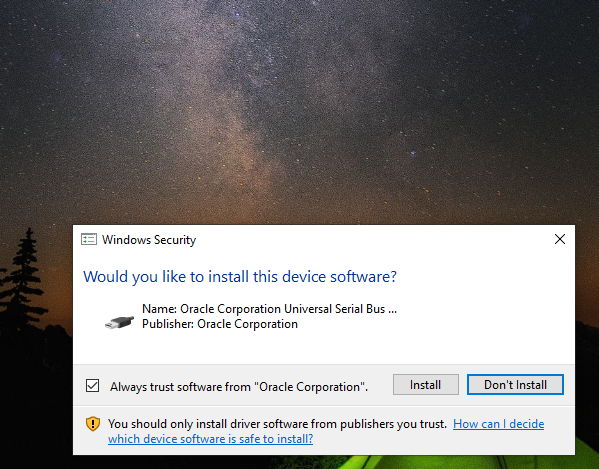 Windows Security
Would you like to install this device software?
Name: Oracle Corporation Universal Serial Bus ...
Publisher: Oracle Corporation
Always trust software from "Oracle Corporation".
Install
Don't Install
You should only install driver software from publishers you trust. How can I decide
which device software is safe to install?